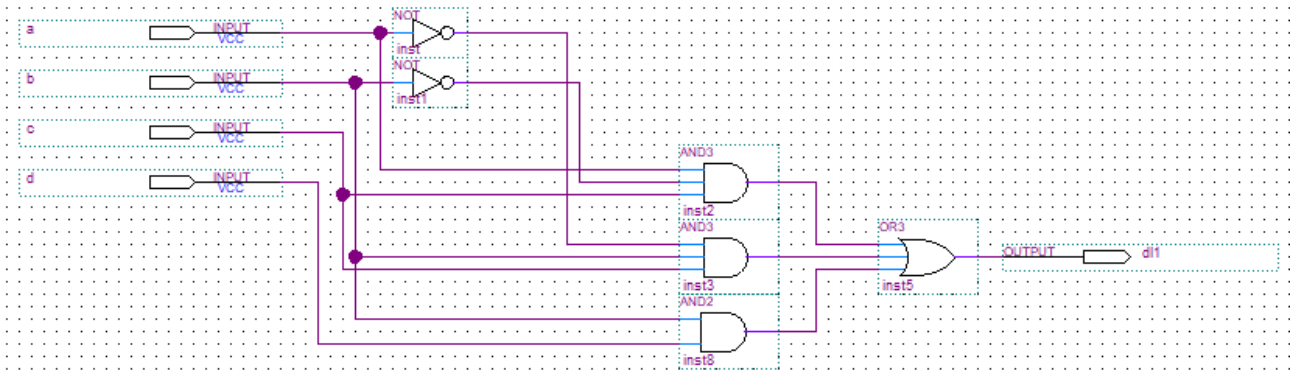 a INPUT VCC
NOT
inst
b INPUT VCC
NOT
inst1
c INPUT VCC
d INPUT VCC
AND3
inst2
AND3
inst3
OR3
inst5
OUTPUT dl1
AND2
inst8